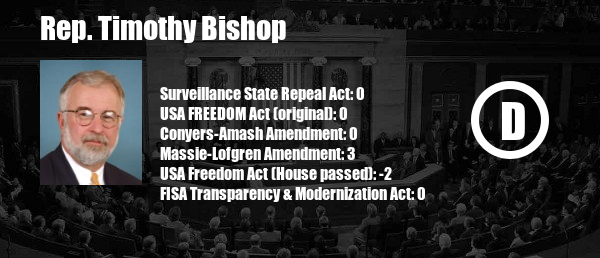 Rep. Timothy Bishop
Surveillance State Repeal Act: 0
USA FREEDOM Act (original): 0
Conyers-Amash Amendment: 0
Massie-Lofgren Amendment: 3
USA Freedom Act (House passed): -2
FISA Transparency & Modernization Act: 0
D